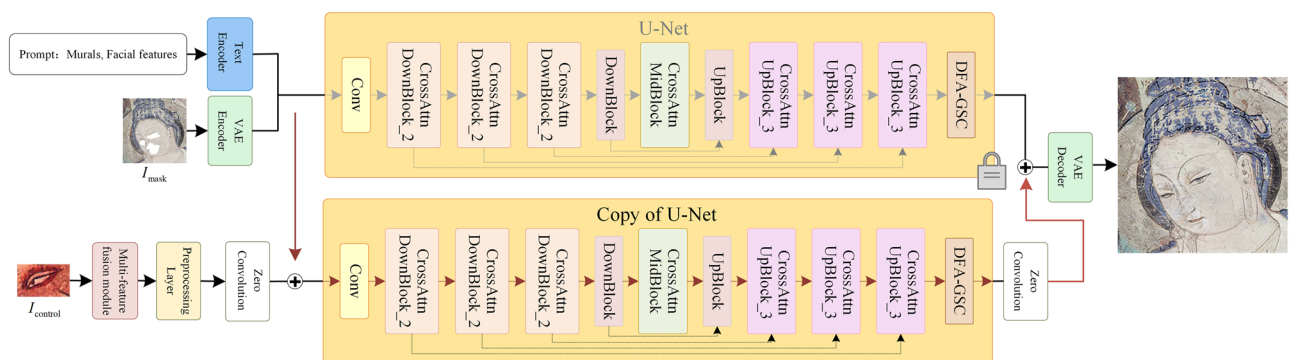 U-Net
Prompt: Murals, Facial features
Text
Encoder
VAE
Encoder
I_mask
Conv
CrossAttn
DownBlock_2
CrossAttn
DownBlock_2
CrossAttn
DownBlock_2
DownBlock
CrossAttn
MidBlock
UpBlock
CrossAttn
UpBlock_3
CrossAttn
UpBlock_3
CrossAttn
UpBlock_3
DFA-GSC
VAE
Decoder
Copy of U-Net
I_control
Multi-feature
fusion module
Preprocessing
Layer
Zero
Convolution
Conv
CrossAttn
DownBlock_2
CrossAttn
DownBlock_2
CrossAttn
DownBlock_2
DownBlock
CrossAttn
MidBlock
UpBlock
CrossAttn
UpBlock_3
CrossAttn
UpBlock_3
CrossAttn
UpBlock_3
DFA-GSC
Zero
Convolution